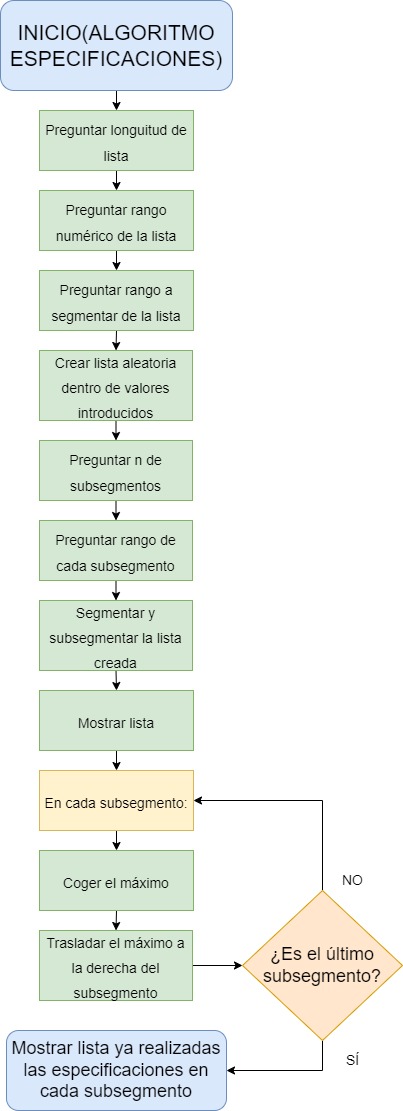 INICIO(ALGORITMO
ESPECIFICACIONES)
Preguntar longuitud de
lista
Preguntar rango
numérico de la lista
Preguntar rango a
segmentar de la lista
Crear lista aleatoria
dentro de valores
introducidos
Preguntar n de
subsegmentos
Preguntar rango de
cada subsegmento
Segmentar y
subsegmentar la lista
creada
Mostrar lista
En cada subsegmento:
Coger el máximo
Trasladar el máximo a
la derecha del
subsegmento
NO
¿Es el último
subsegmento?
SÍ
Mostrar lista ya realizadas
las especificaciones en
cada subsegmento